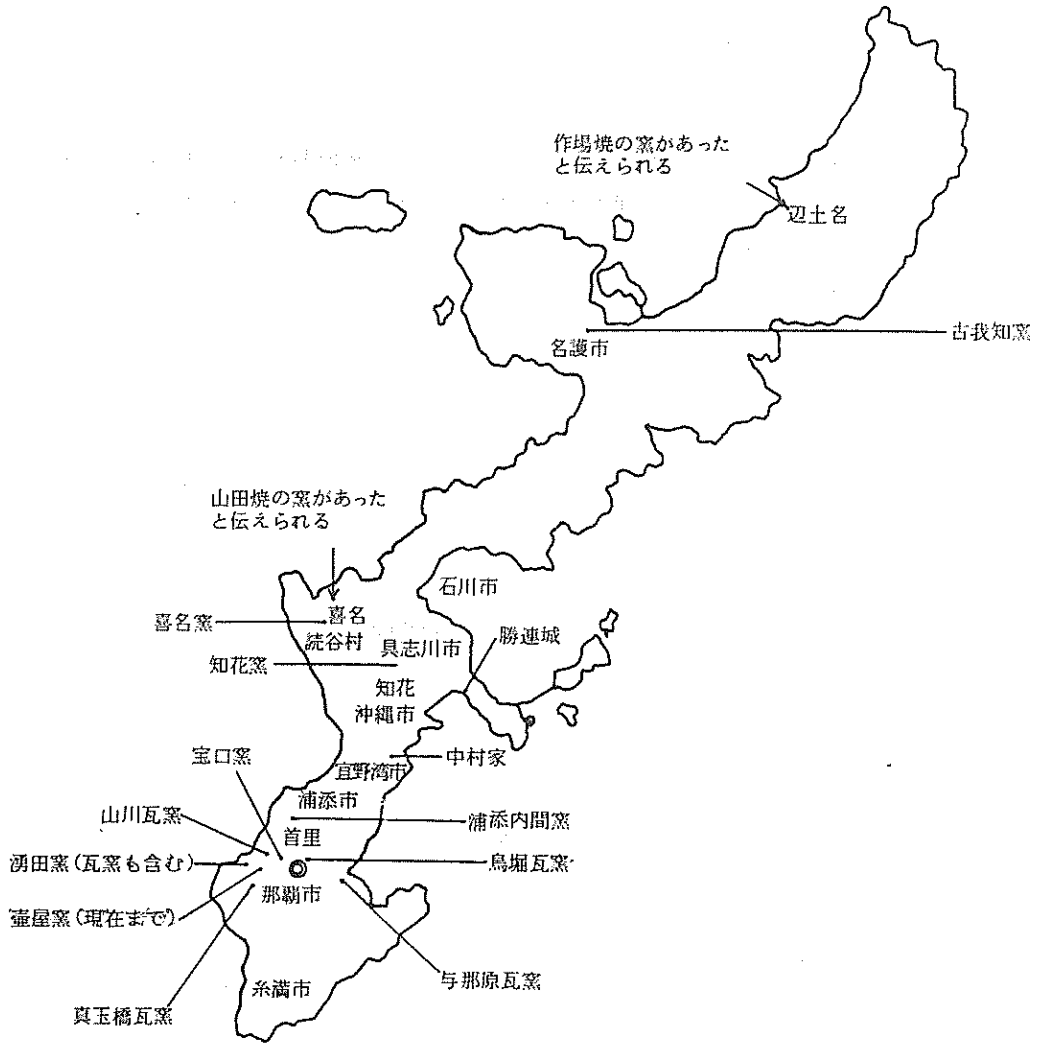 作場焼の窯があった
と伝えられる
辺土名
古我知窯
名護市
山田焼の窯があった
と伝えられる
石川市
喜名
喜名窯
読谷村
勝連城
具志川市
知花窯
知花
沖縄市
宝口窯
中村家
宜野湾市
浦添市
山川瓦窯
浦添内間窯
首里
湧田窯(瓦窯も含む)
鳥堀瓦窯
那覇市
壷屋窯(現在まで)
与那原瓦窯
糸満市
真玉橋瓦窯